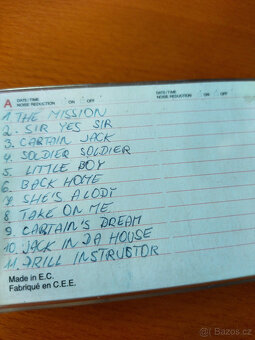 A DATE/TIME DATE/TIME
NOISE REDUCTION ON OFF NOISE REDUCTION ON OFF
1. THE MISSION
2. SIR YES SIR
3. CAPTAIN JACK
4. SOLDIER SOLDIER
5. LITTLE BOY
6. BACK HOME
7. SHE'S A LODY
8 TAKE ON ME
9. CAPTAIN'S DREAM
10. JACK IN DA HOUSE
11. DRILL INSTRUCTOR
Made in E.C.
Fabriqué en C.E.E.
sbazos.cz